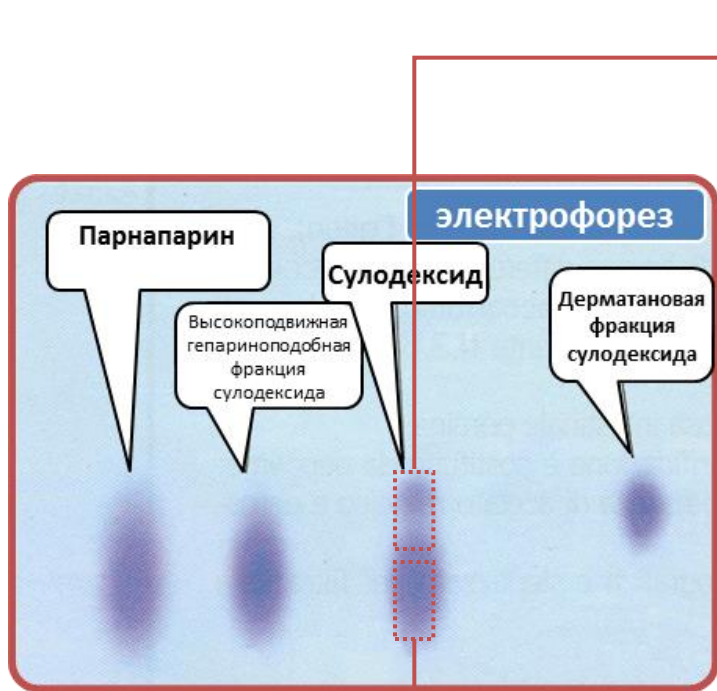 электрофорез
Парнапарин
Сулодексид
Высокоподвижная
гепариноподобная
фракция
сулодексида
Дерматановая
фракция
сулодексида